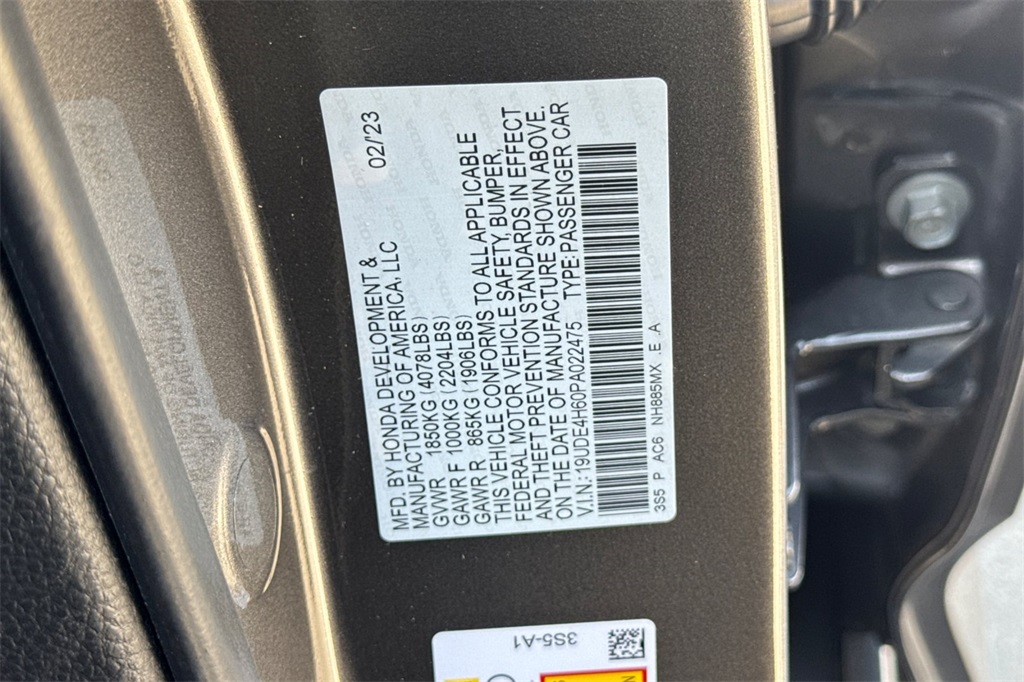 MFD. BY HONDA DEVELOPMENT &
MANUFACTURING OF AMERICA, LLC 02/'23
GVWR 1850KG (4078LBS)
GAWR F 1000KG (2204LBS)
GAWR R 865KG (1906LBS)
THIS VEHICLE CONFORMS TO ALL APPLICABLE
FEDERAL MOTOR VEHICLE SAFETY, BUMPER,
AND THEFT PREVENTION STANDARDS IN EFFECT
ON THE DATE OF MANUFACTURE SHOWN ABOVE.
V.I.N:19UDE4H60PA022475 TYPE:PASSENGER CAR
3S5 P AC6 NH885MX .E .A
3S5-A1